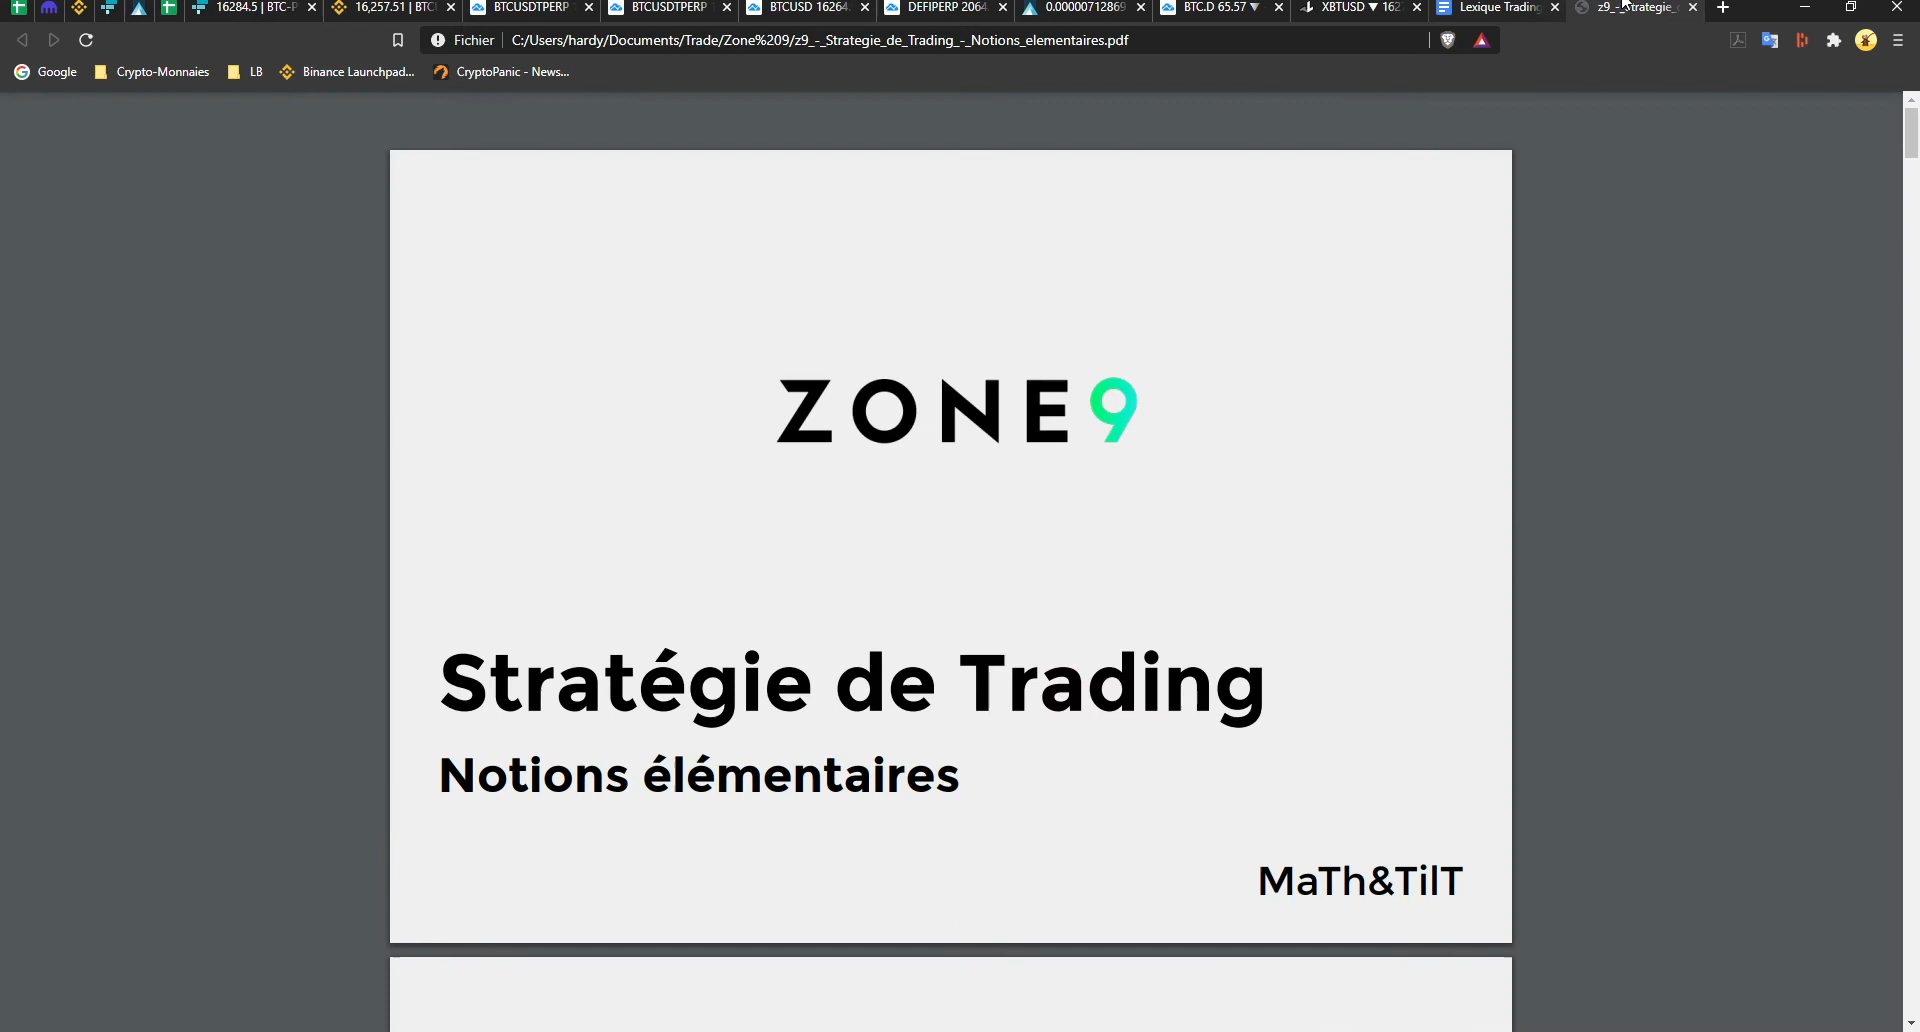 16284.5 | BTC-P
16,257.51 | BTC
BTCUSDTPERP
BTCUSDTPERP
BTCUSD 16264.
DEFIPERP 2064.
0.00000712869
BTC.D 65.57 ▼
XBTUSD ▼ 162
Lexique Trading
z9_-_Strategie_
Fichier
C:/Users/hardy/Documents/Trade/Zone%209/z9_-_Strategie_de_Trading_-_Notions_elementaires.pdf
Google
Crypto-Monnaies
LB
Binance Launchpad...
CryptoPanic - News...
ZONE9
Stratégie de Trading
Notions élémentaires
MaTh&TilT